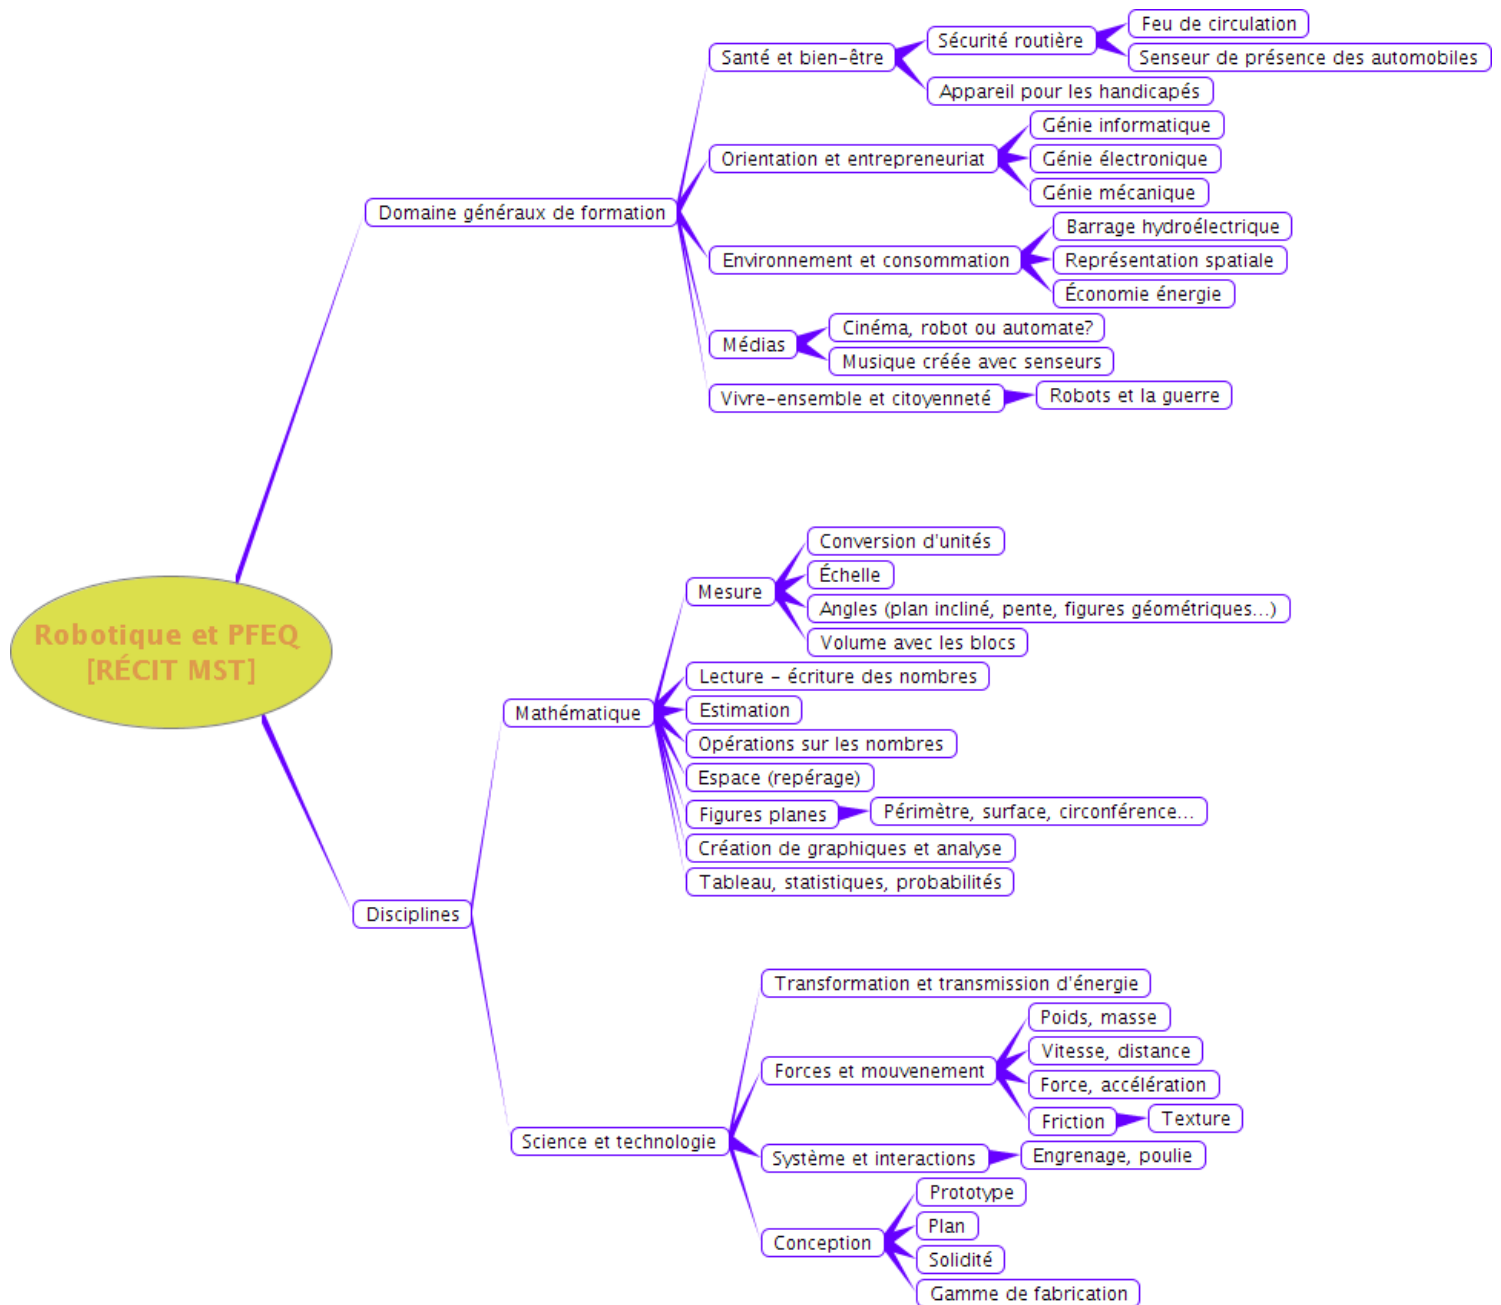 Robotique et PFEQ
[RÉCIT MST]
Domaine généraux de formation
Santé et bien-être
Sécurité routière
Feu de circulation
Senseur de présence des automobiles
Appareil pour les handicapés
Orientation et entrepreneuriat
Génie informatique
Génie électronique
Génie mécanique
Environnement et consommation
Barrage hydroélectrique
Représentation spatiale
Économie énergie
Médias
Cinéma, robot ou automate?
Musique créée avec senseurs
Vivre-ensemble et citoyenneté
Robots et la guerre
Disciplines
Mathématique
Mesure
Conversion d'unités
Échelle
Angles (plan incliné, pente, figures géométriques...)
Volume avec les blocs
Lecture - écriture des nombres
Estimation
Opérations sur les nombres
Espace (repérage)
Figures planes
Périmètre, surface, circonférence...
Création de graphiques et analyse
Tableau, statistiques, probabilités
Science et technologie
Transformation et transmission d'énergie
Forces et mouvenement
Poids, masse
Vitesse, distance
Force, accélération
Friction
Texture
Système et interactions
Engrenage, poulie
Conception
Prototype
Plan
Solidité
Gamme de fabrication